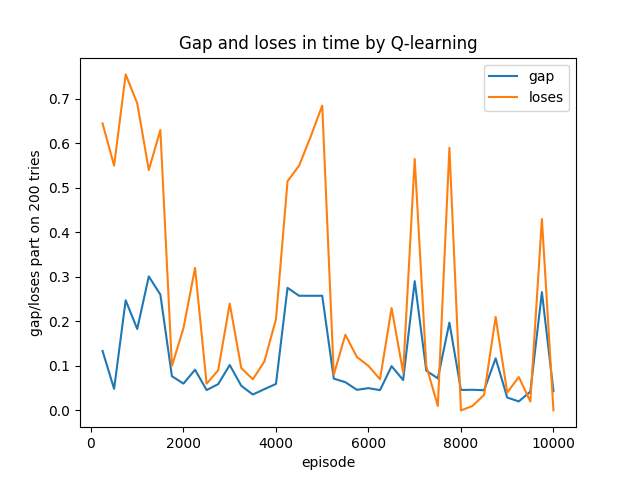 Gap and loses in time by Q-learning
gap
loses
gap/loses part on 200 tries
0.7
0.6
0.5
0.4
0.3
0.2
0.1
0.0
0 2000 4000 6000 8000 10000
episode